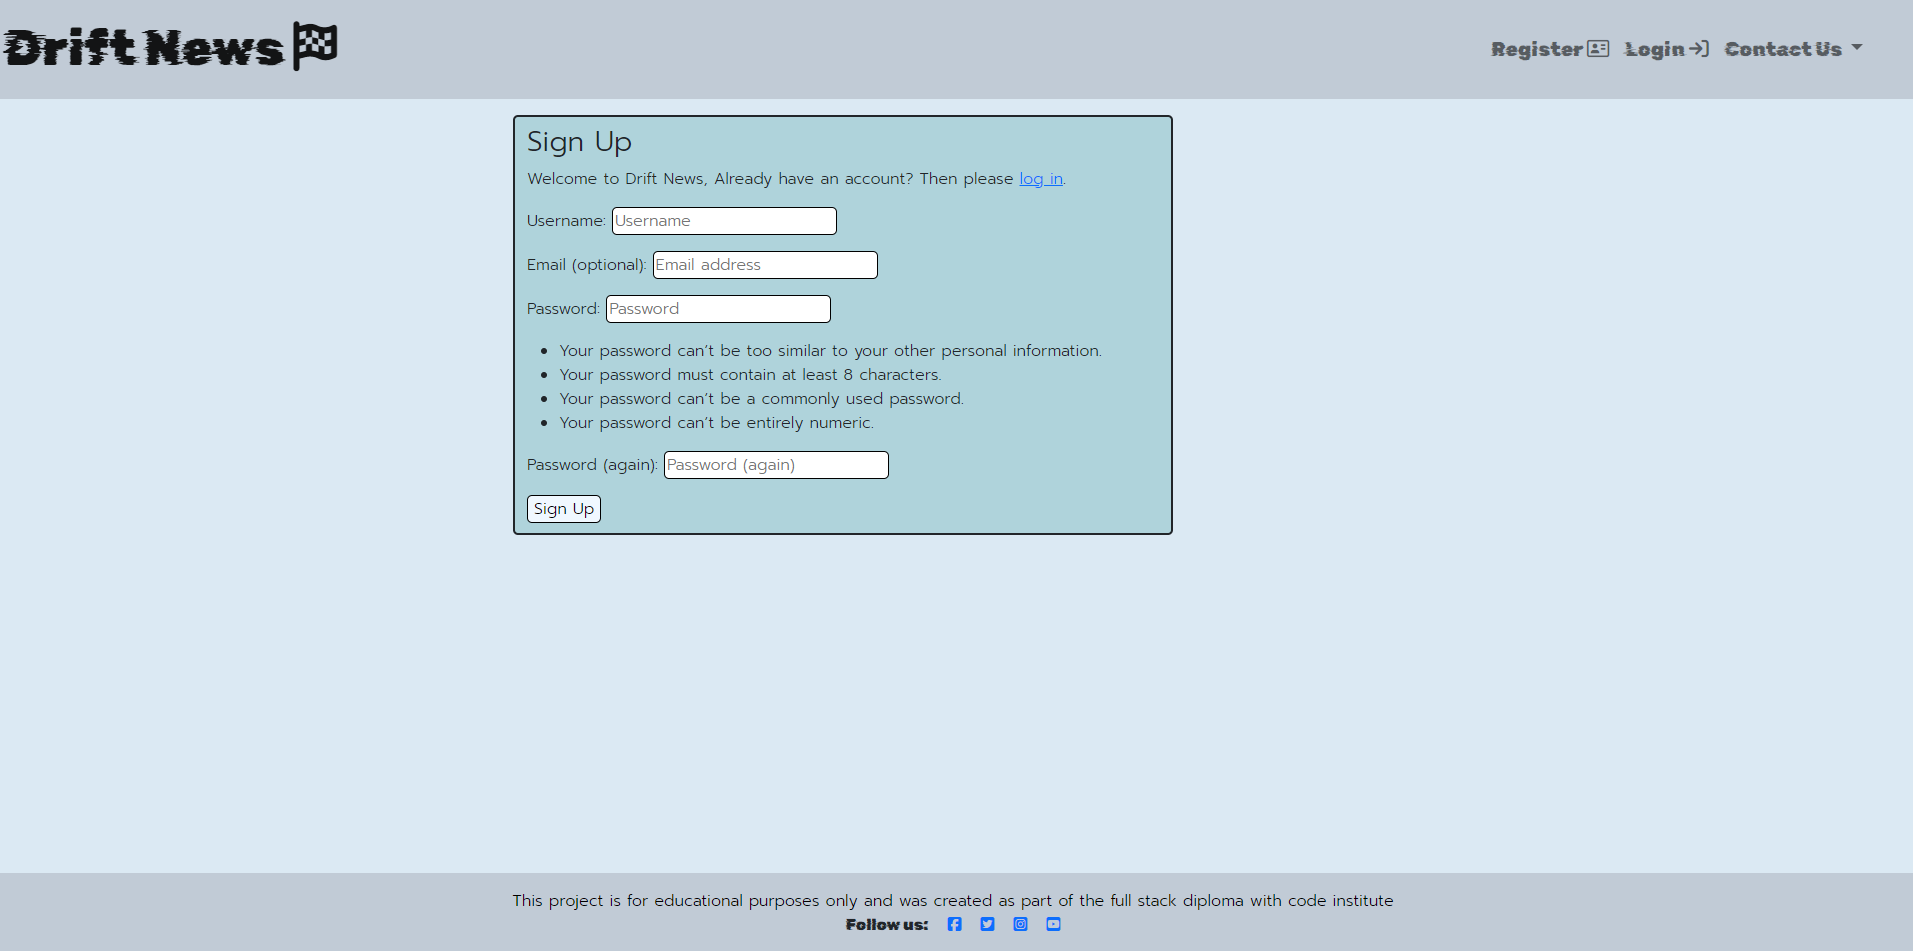 Drift News
Register Login Contact Us
Sign Up
Welcome to Drift News, Already have an account? Then please log in.
Username: Username
Email (optional): Email address
Password: Password
Your password can't be too similar to your other personal information.
Your password must contain at least 8 characters.
Your password can't be a commonly used password.
Your password can't be entirely numeric.
Password (again): Password (again)
Sign Up
This project is for educational purposes only and was created as part of the full stack diploma with code institute
Follow us: